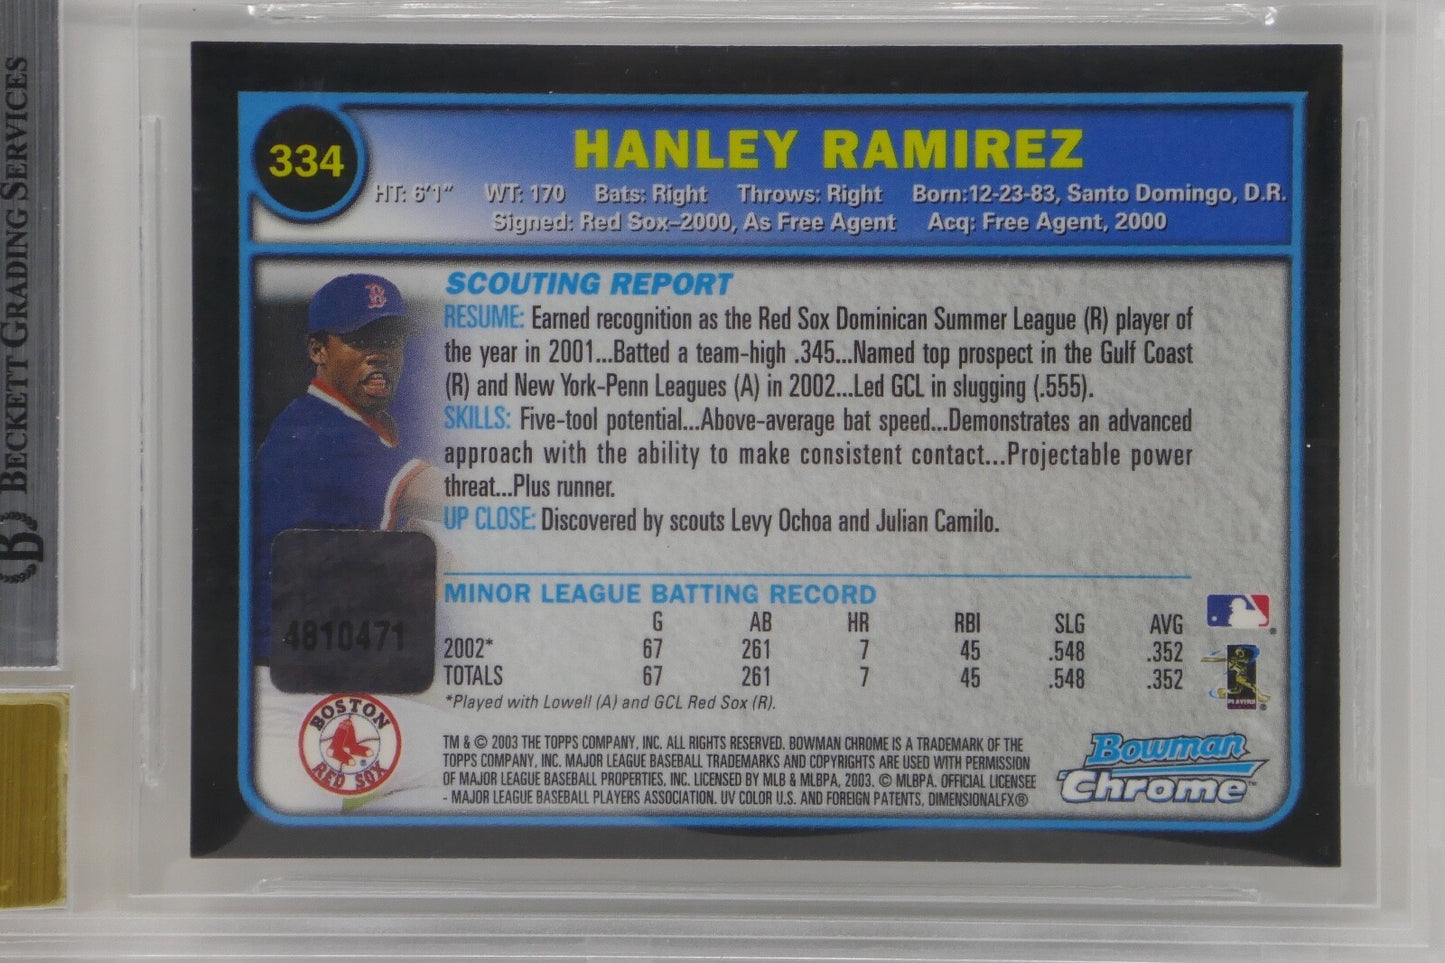 BECKETT GRADING SERVICES
334
HANLEY RAMIREZ
HT: 6'1" WT: 170 Bats: Right Throws: Right Born:12-23-83, Santo Domingo, D.R.
Signed: Red Sox–2000, As Free Agent Acq: Free Agent, 2000
B
SCOUTING REPORT
RESUME: Earned recognition as the Red Sox Dominican Summer League (R) player of
the year in 2001...Batted a team-high .345...Named top prospect in the Gulf Coast
(R) and New York-Penn Leagues (A) in 2002...Led GCL in slugging (.555).
SKILLS: Five-tool potential...Above-average bat speed...Demonstrates an advanced
approach with the ability to make consistent contact...Projectable power
threat...Plus runner.
UP CLOSE: Discovered by scouts Levy Ochoa and Julian Camilo.
MINOR LEAGUE BATTING RECORD
G AB HR RBI SLG AVG
2002* 67 261 7 45 .548 .352
TOTALS 67 261 7 45 .548 .352
*Played with Lowell (A) and GCL Red Sox (R).
4810471
BOSTON
RED SOX
PLAYERS
TM & © 2003 THE TOPPS COMPANY, INC. ALL RIGHTS RESERVED. BOWMAN CHROME IS A TRADEMARK OF THE
TOPPS COMPANY, INC. MAJOR LEAGUE BASEBALL TRADEMARKS AND COPYRIGHTS ARE USED WITH PERMISSION
OF MAJOR LEAGUE BASEBALL PROPERTIES, INC. LICENSED BY MLB & MLBPA, 2003. © MLBPA. OFFICIAL LICENSEE
- MAJOR LEAGUE BASEBALL PLAYERS ASSOCIATION. UV COLOR U.S. AND FOREIGN PATENTS, DIMENSIONALFX®
Bowman
Chrome™